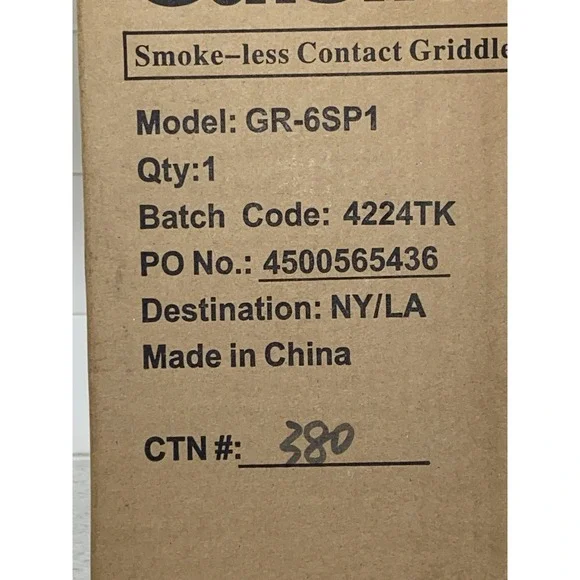 Smoke-less Contact Griddle
Model: GR-6SP1
Qty:1
Batch Code: 4224TK
PO No.: 4500565436
Destination: NY/LA
Made in China
CTN #: 380